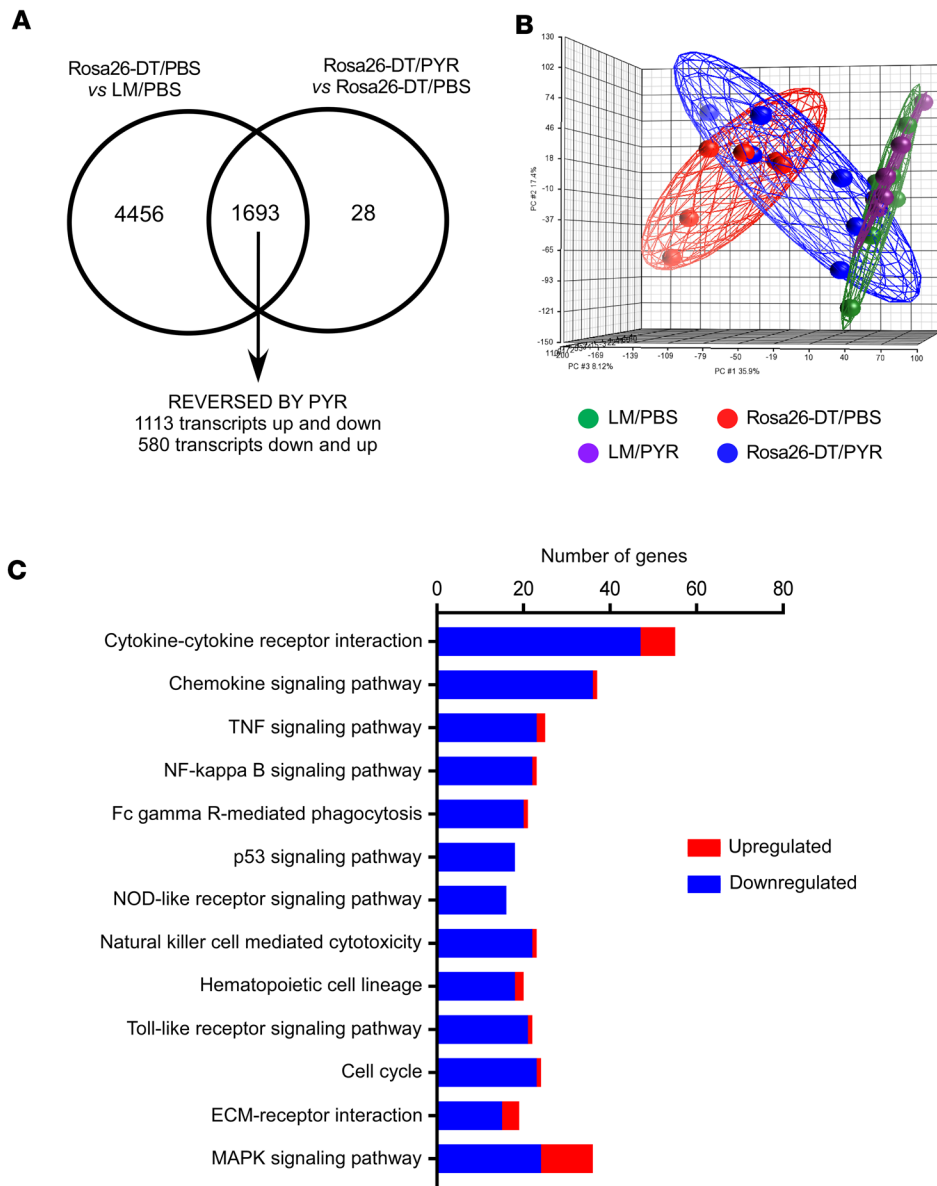 A
Rosa26-DT/PBS
vs LM/PBS
Rosa26-DT/PYR
vs Rosa26-DT/PBS
4456
1693
28
REVERSED BY PYR
1113 transcripts up and down
580 transcripts down and up
B
130
102
74
46
18
-10
-37
-65
-93
-121
-150
PC #2 17.4%
-169
-139
-109
-79
-50
-19
10
40
70
100
PC #3 8.12%
PC #1 35.9%
LM/PBS
Rosa26-DT/PBS
LM/PYR
Rosa26-DT/PYR
C
Number of genes
0
20
40
60
80
Cytokine-cytokine receptor interaction
Chemokine signaling pathway
TNF signaling pathway
NF-kappa B signaling pathway
Fc gamma R-mediated phagocytosis
p53 signaling pathway
NOD-like receptor signaling pathway
Natural killer cell mediated cytotoxicity
Hematopoietic cell lineage
Toll-like receptor signaling pathway
Cell cycle
ECM-receptor interaction
MAPK signaling pathway
Upregulated
Downregulated